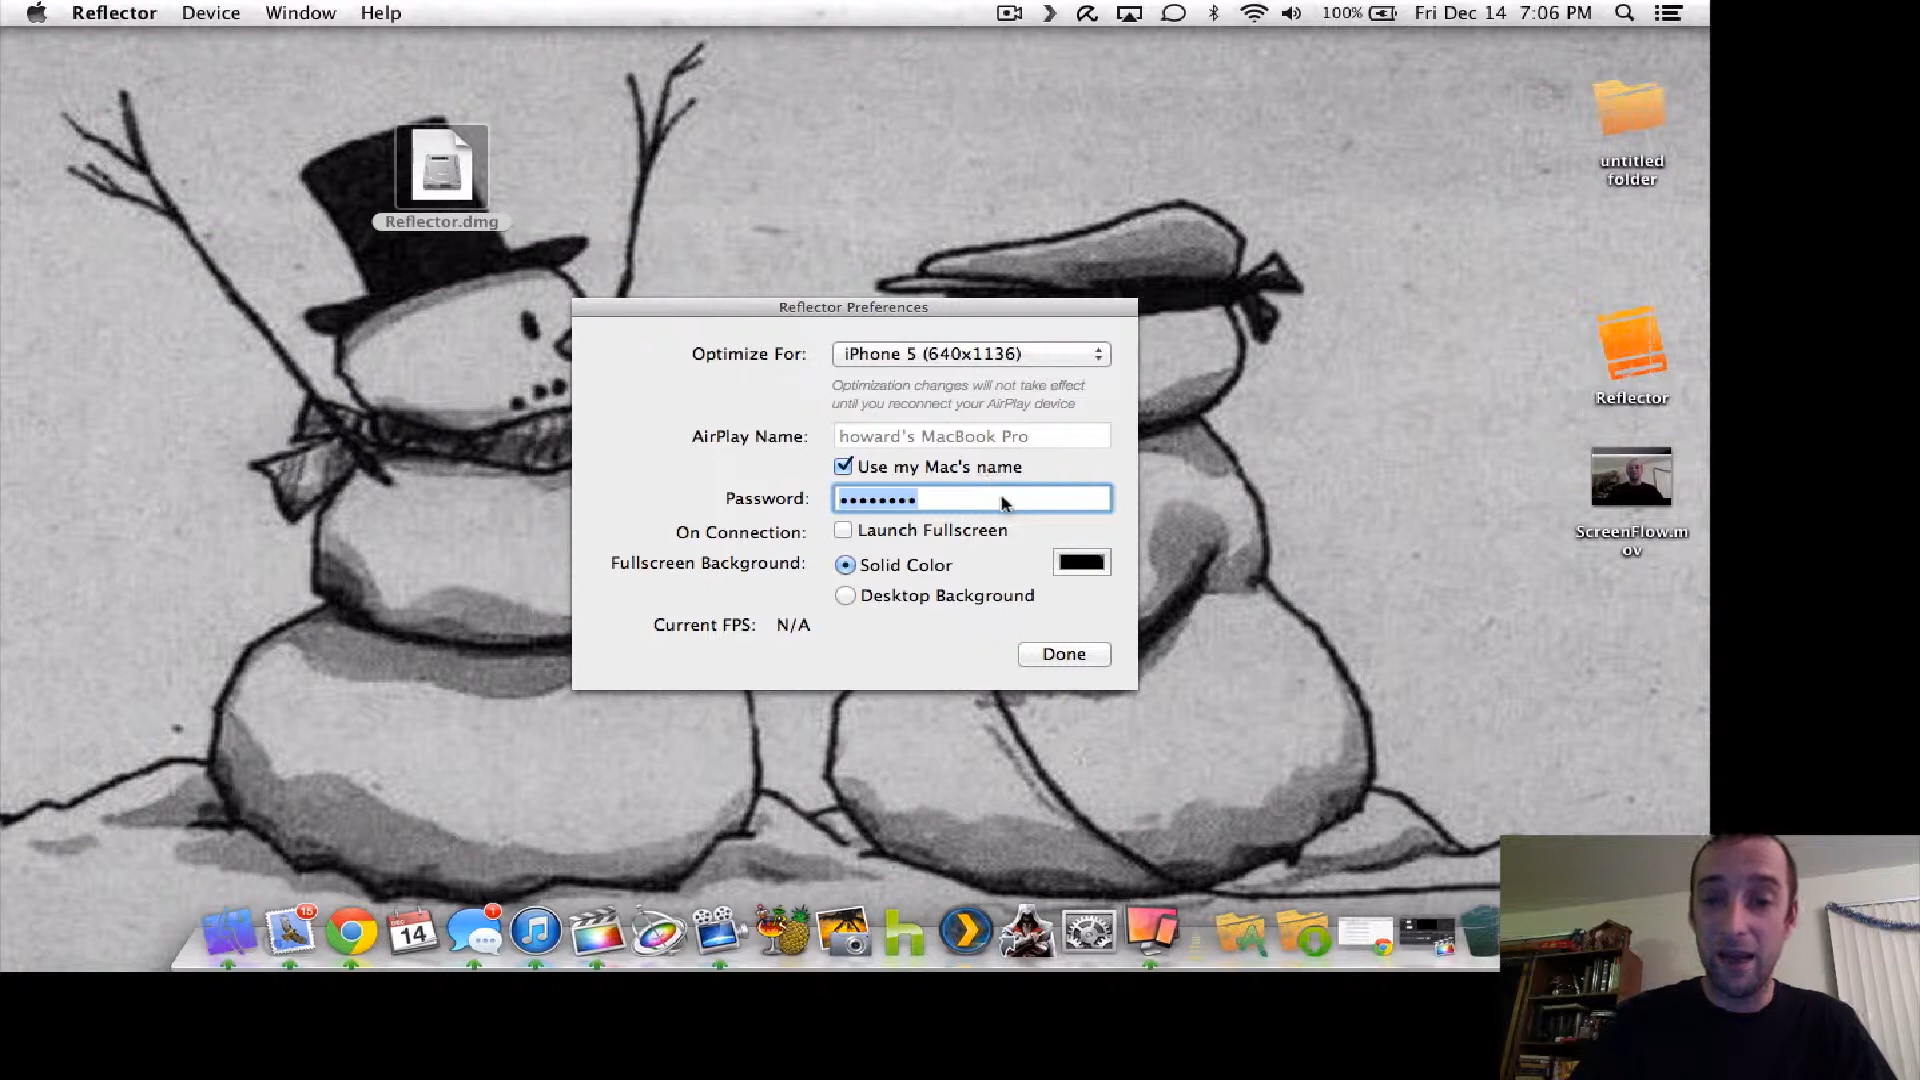 Reflector Device Window Help
100% Fri Dec 14 7:06 PM
Reflector.dmg
untitled
folder
Reflector
ScreenFlow.m
ov
Reflector Preferences
Optimize For: iPhone 5 (640x1136)
Optimization changes will not take effect
until you reconnect your AirPlay device
AirPlay Name: howard's MacBook Pro
Use my Mac's name
Password: ••••••••
On Connection: Launch Fullscreen
Fullscreen Background: Solid Color
Desktop Background
Current FPS: N/A
Done
15
DEC
14
1
h